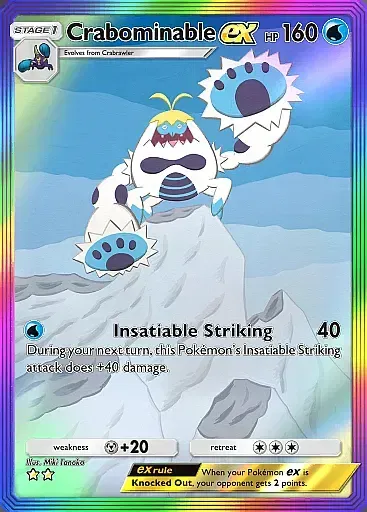 STAGE 1 Crabominable ex HP 160
Evolves from Crabrawler
Insatiable Striking 40
During your next turn, this Pokémon's Insatiable Striking
attack does +40 damage.
weakness +20 retreat
Illus. Miki Tanaka
ex rule When your Pokémon ex is
Knocked Out, your opponent gets 2 points.